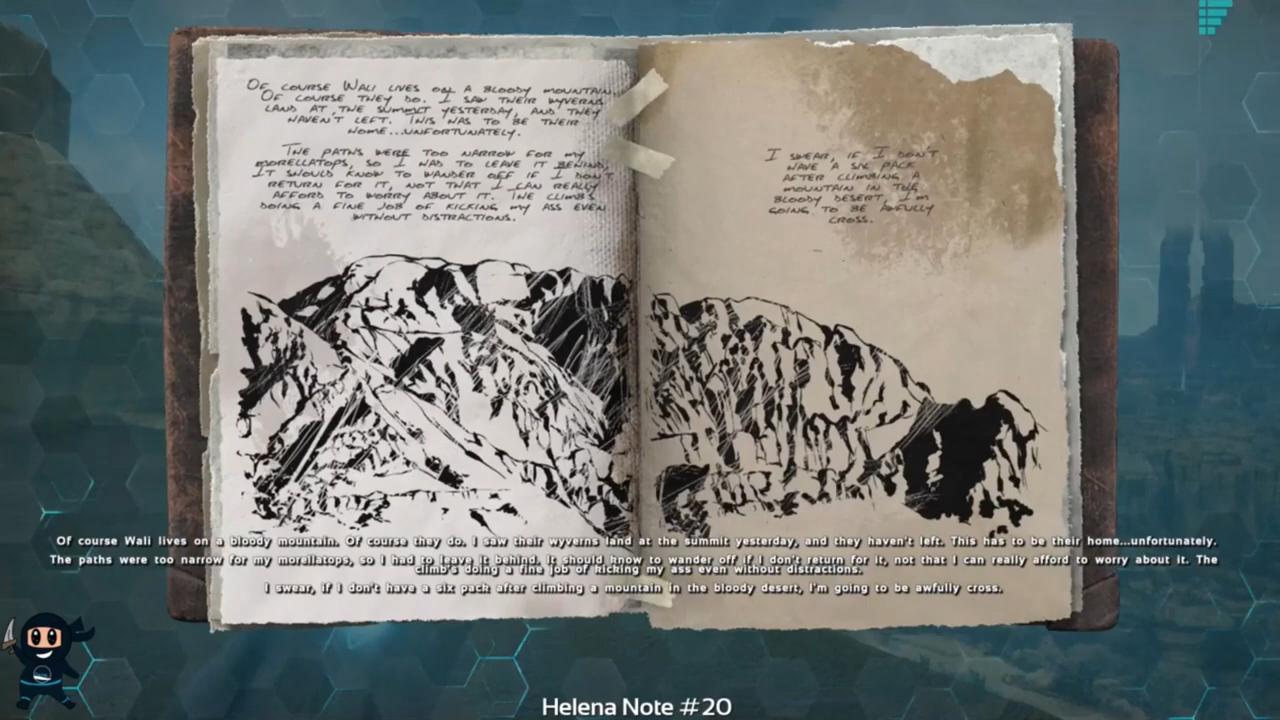 Of course Wali lives on a bloody mountain.
Of course they do. I saw their wyverns
land at the summit yesterday, and they
haven't left. This has to be their
home...unfortunately.
The paths were too narrow for my
morellatops, so I had to leave it behind.
It should know to wander off if I don't
return for it, not that I can really
afford to worry about it. The climb's
doing a fine job of kicking my ass even
without distractions.
I swear, if I don't
have a six pack
after climbing a
mountain in the
bloody desert, I'm
going to be awfully
cross.
Of course Wali lives on a bloody mountain. Of course they do. I saw their wyverns land at the summit yesterday, and they haven't left. This has to be their home...unfortunately.
The paths were too narrow for my morellatops, so I had to leave it behind. It should know to wander off if I don't return for it, not that I can really afford to worry about it. The
climb's doing a fine job of kicking my ass even without distractions.
I swear, if I don't have a six pack after climbing a mountain in the bloody desert, I'm going to be awfully cross.
Helena Note #20